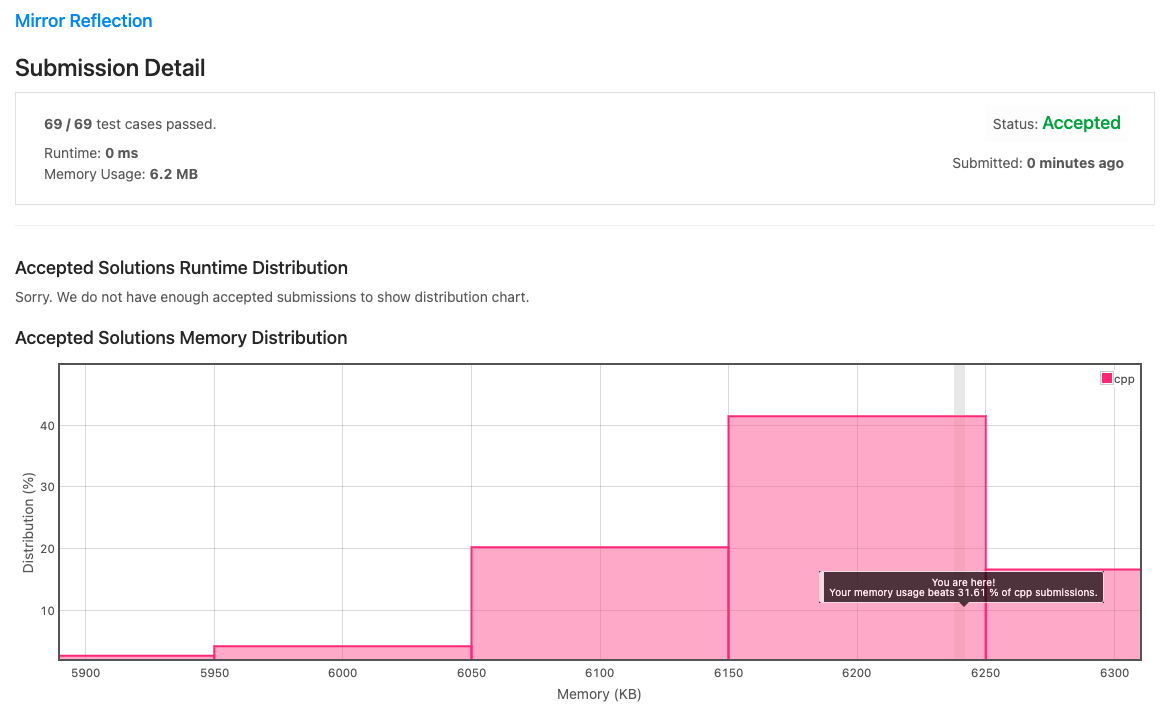 Mirror Reflection
Submission Detail
69 / 69 test cases passed.
Status: Accepted
Runtime: 0 ms
Submitted: 0 minutes ago
Memory Usage: 6.2 MB
Accepted Solutions Runtime Distribution
Sorry. We do not have enough accepted submissions to show distribution chart.
Accepted Solutions Memory Distribution
cpp
40
30
20
10
Distribution (%)
You are here!
Your memory usage beats 31.61 % of cpp submissions.
5900 5950 6000 6050 6100 6150 6200 6250 6300
Memory (KB)